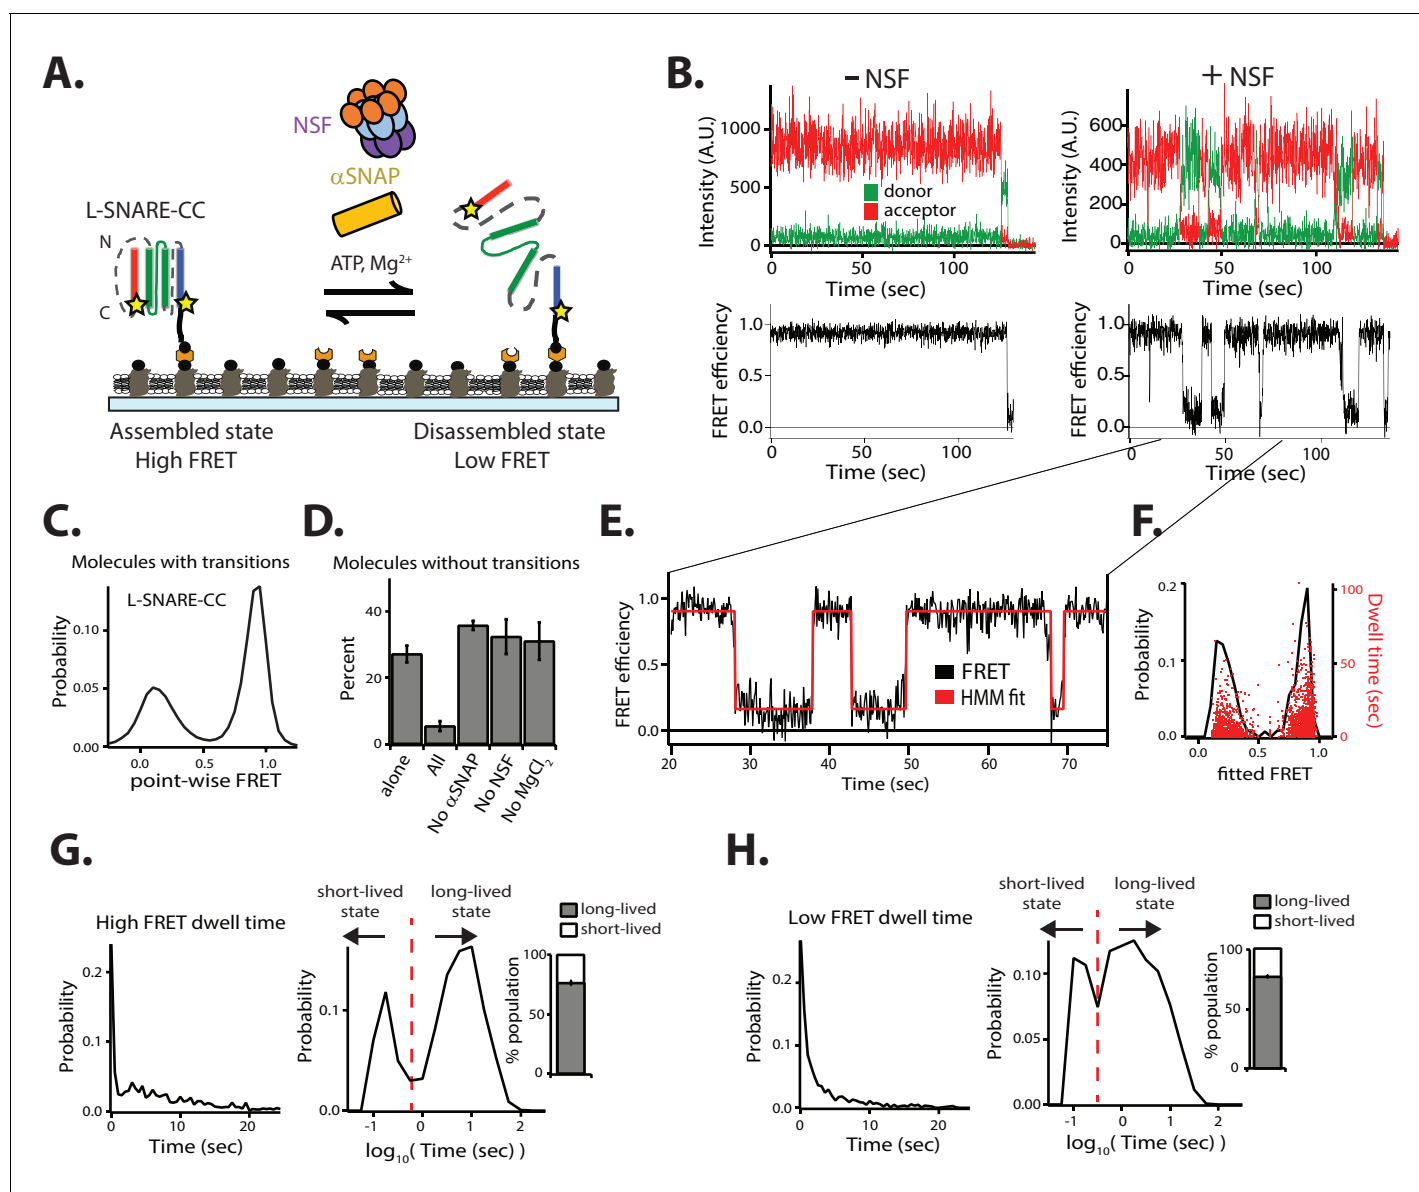 A.
NSF
αSNAP
L-SNARE-CC
N
C
ATP, Mg2+
Assembled state
High FRET
Disassembled state
Low FRET
B.
– NSF
+ NSF
Intensity (A.U.)
1000
500
0
donor
acceptor
0
50
100
Time (sec)
Intensity (A.U.)
600
400
200
0
0
50
100
Time (sec)
FRET efficiency
1.0
0.5
0.0
0
50
100
Time (sec)
FRET efficiency
1.0
0.5
0.0
0
50
100
Time (sec)
C.
Molecules with transitions
L-SNARE-CC
Probability
0.10
0.05
0.00
0.0
0.5
1.0
point-wise FRET
D.
Molecules without transitions
Percent
40
20
0
alone
All
No αSNAP
No NSF
No MgCl2
E.
FRET efficiency
1.0
0.5
0.0
FRET
HMM fit
20
30
40
50
60
70
Time (sec)
F.
Probability
0.2
0.1
0.0
100
50
0
Dwell time (sec)
0.0
0.5
1.0
fitted FRET
G.
High FRET dwell time
Probability
0.2
0.1
0.0
0
10
20
Time (sec)
short-lived
state
long-lived
state
Probability
0.1
0.0
-1
0
1
2
log10( Time (sec) )
long-lived
short-lived
% population
100
50
0
H.
Low FRET dwell time
Probability
0.2
0.1
0.0
0
10
20
Time (sec)
short-lived
state
long-lived
state
Probability
0.10
0.05
0.00
-1
0
1
2
log10( Time (sec) )
long-lived
short-lived
% population
100
50
0